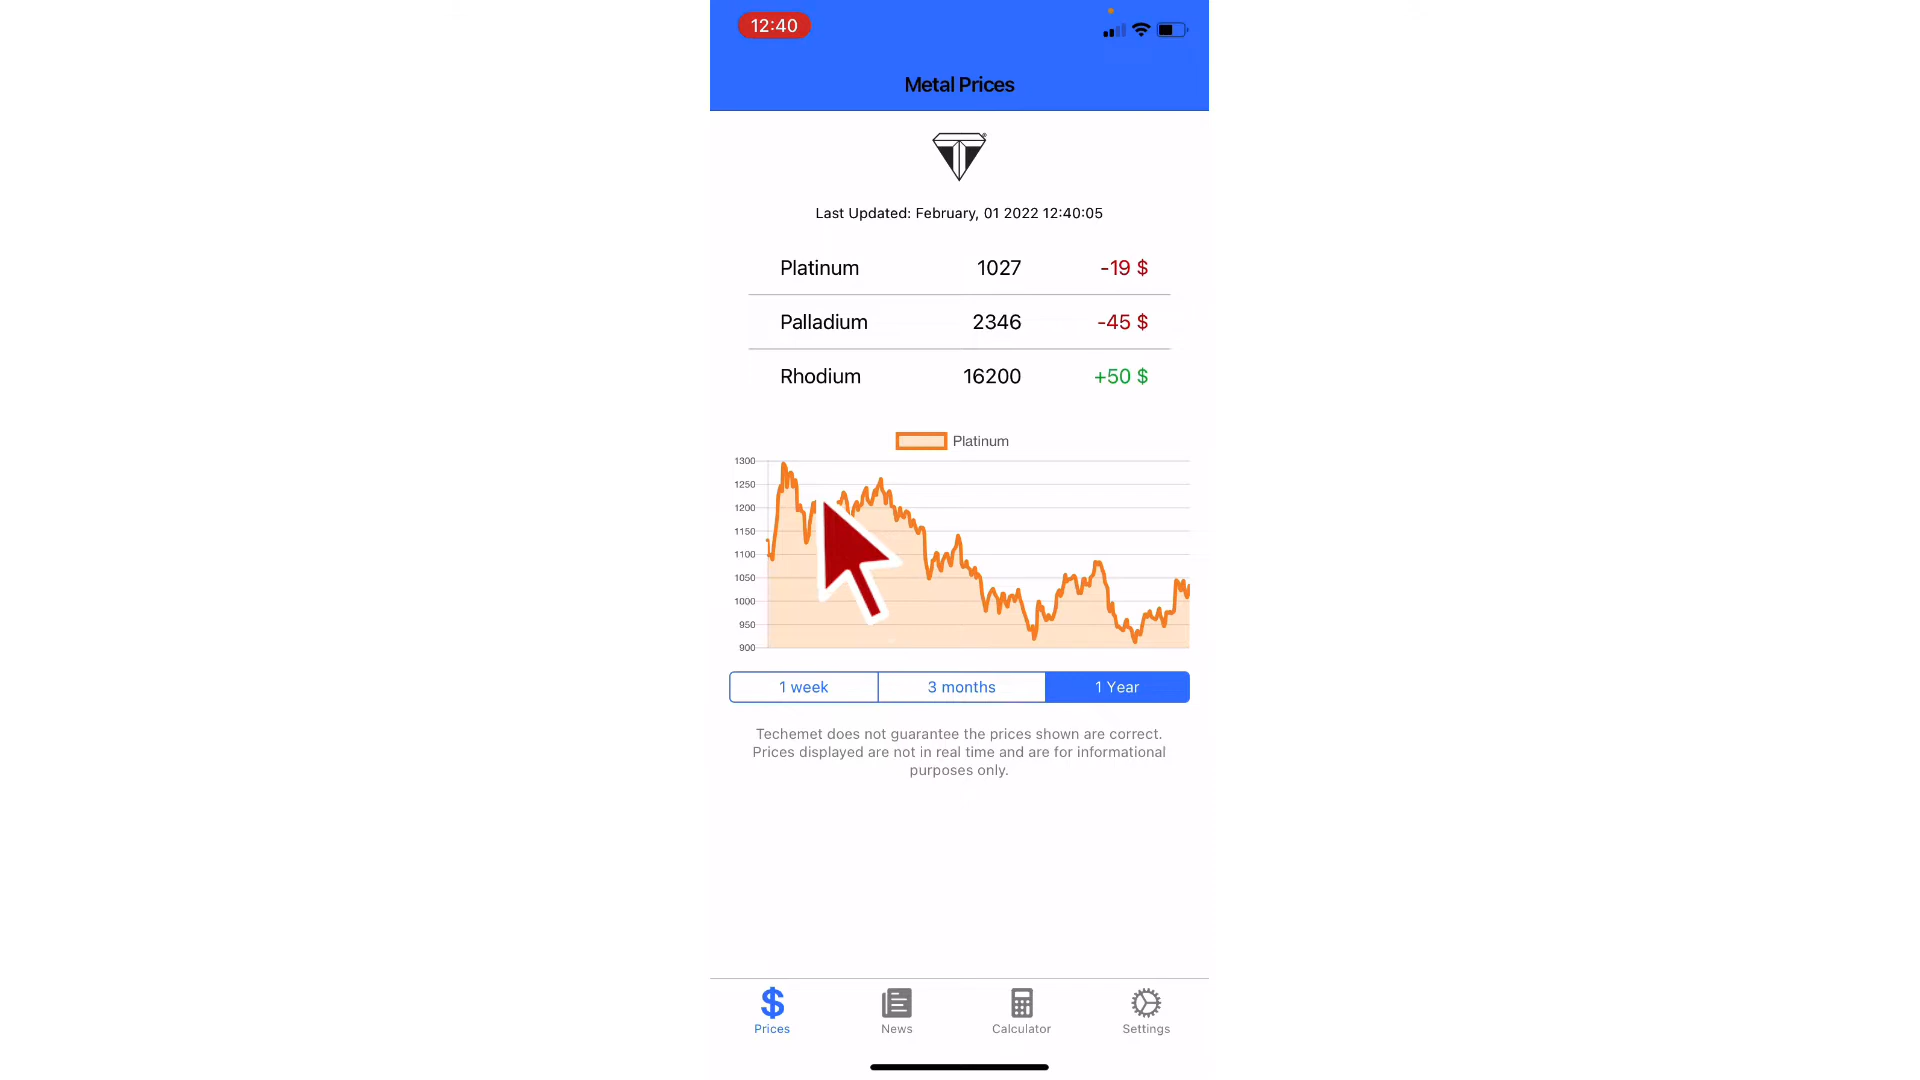 12:40
Metal Prices
Last Updated: February, 01 2022 12:40:05
Platinum 1027 -19 $
Palladium 2346 -45 $
Rhodium 16200 +50 $
Platinum
1300
1250
1200
1150
1100
1050
1000
950
900
1 week 3 months 1 Year
Techemet does not guarantee the prices shown are correct.
Prices displayed are not in real time and are for informational
purposes only.
Prices News Calculator Settings